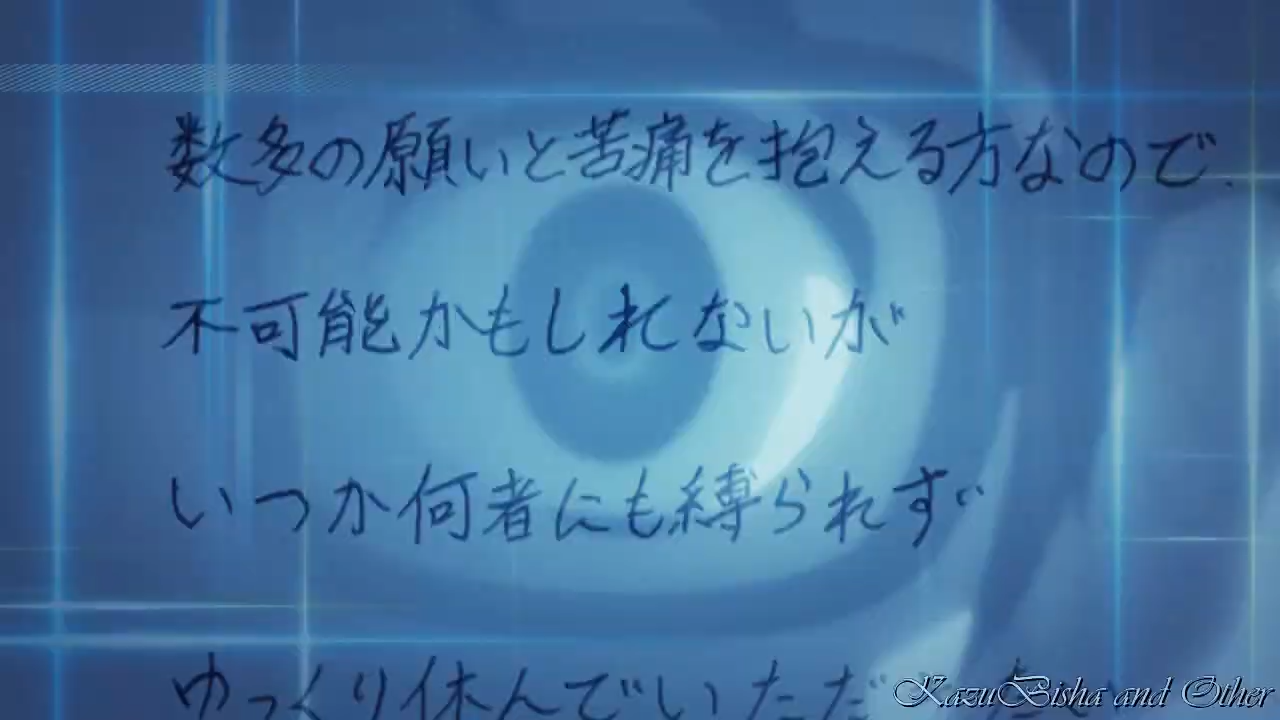 数多の願いと苦痛を抱える方なので.
不可能かもしれないが
いつか何者にも縛られず
ゆっくり休んでいただ
KazuBisha and Other